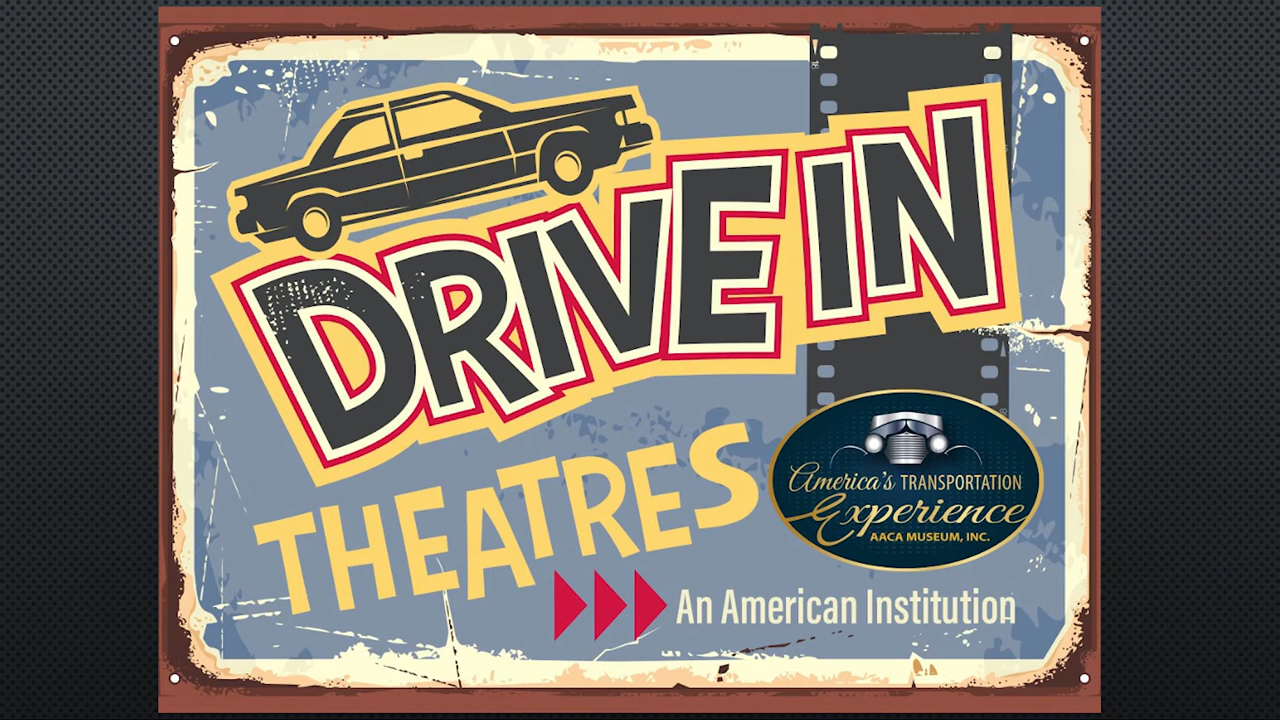 DRIVE IN
THEATRES
America's TRANSPORTATION
Experience
AACA MUSEUM, INC.
An American Institution